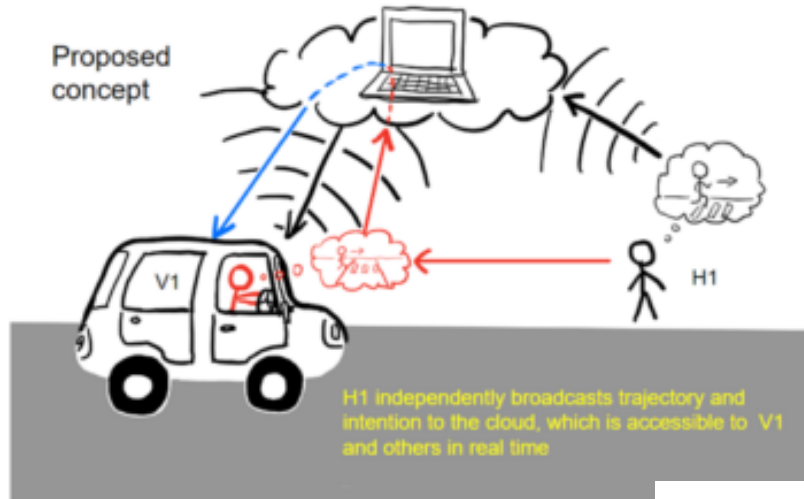 Proposed
concept
V1
H1
H1 independently broadcasts trajectory and
intention to the cloud, which is accessible to V1
and others in real time